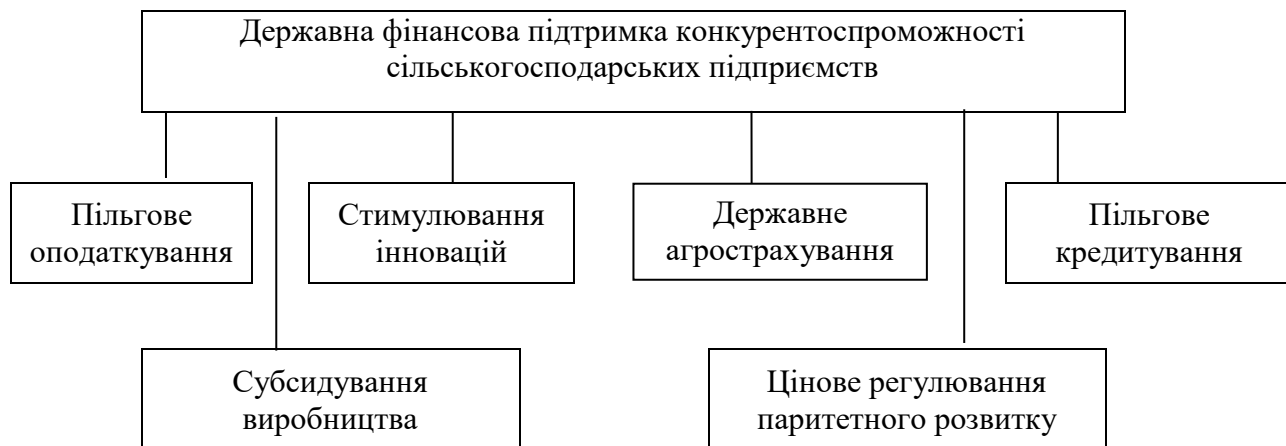 Державна фінансова підтримка конкурентоспроможності
сільськогосподарських підприємств
Пільгове
оподаткування
Стимулювання
інновацій
Державне
агрострахування
Пільгове
кредитування
Субсидування
виробництва
Цінове регулювання
паритетного розвитку